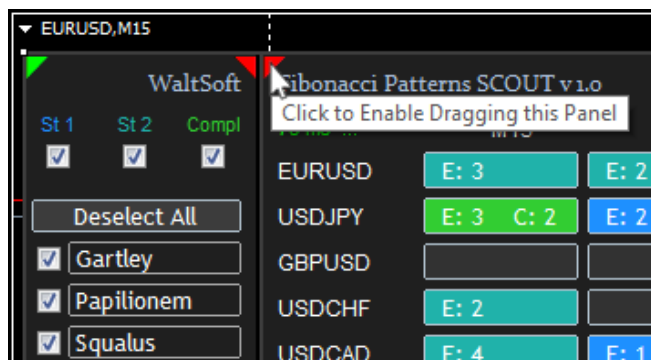 EURUSD,M15
WaltSoft
Fibonacci Patterns SCOUT v1.0
Click to Enable Dragging this Panel
St 1 St 2 Compl
Deselect All
Gartley
Papilionem
Squalus
EURUSD E: 3 E: 2
USDJPY E: 3 C: 2 E: 2
GBPUSD
USDCHF E: 2
USDCAD E: 4 E: 1